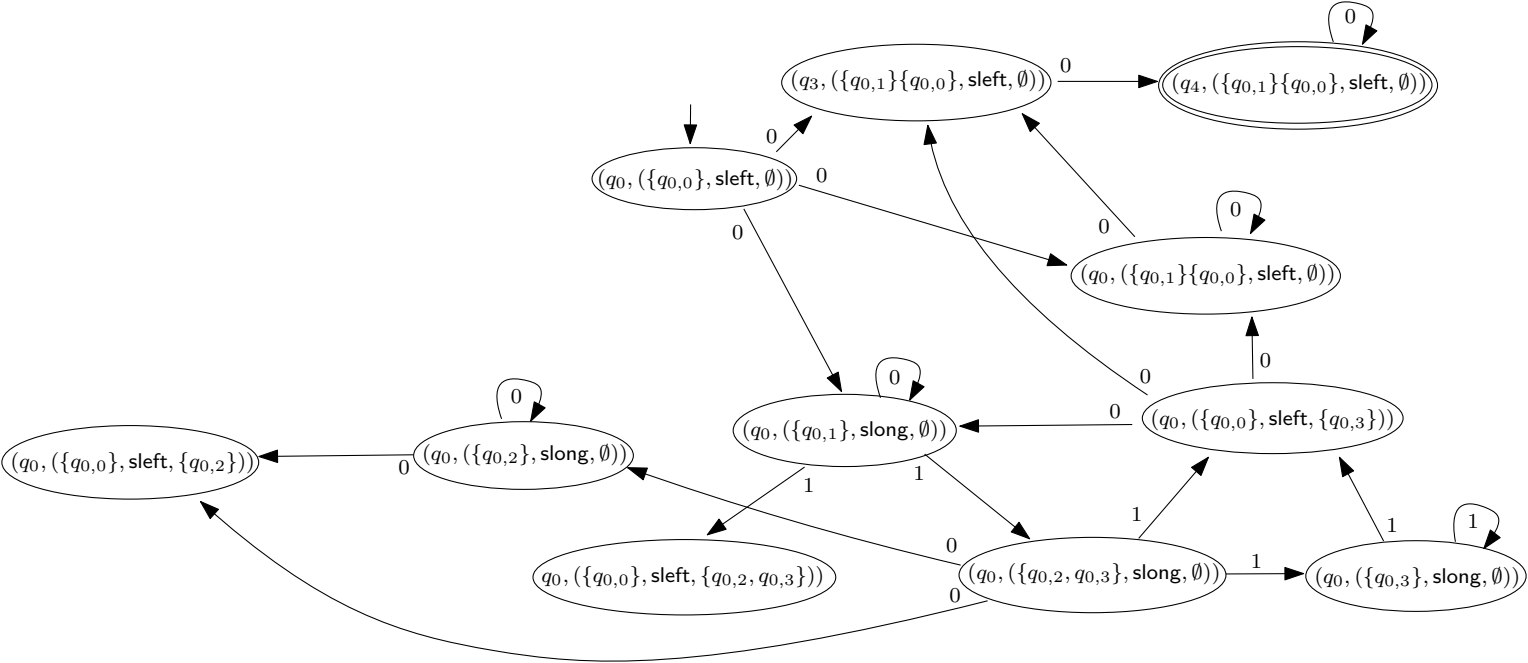 0
0
(q₃, ({q₀,₁}{q₀,₀}, sleft, ∅))
(q₄, ({q₀,₁}{q₀,₀}, sleft, ∅))
0
(q₀, ({q₀,₀}, sleft, ∅))
0
0
0
0
(q₀, ({q₀,₁}{q₀,₀}, sleft, ∅))
0
0
0
0
0
(q₀, ({q₀,₀}, sleft, {q₀,₃}))
(q₀, ({q₀,₁}, slong, ∅))
(q₀, ({q₀,₀}, sleft, {q₀,₂}))
(q₀, ({q₀,₂}, slong, ∅))
0
1
1
1
1
1
0
1
(q₀, ({q₀,₂, q₀,₃}, slong, ∅))
(q₀, ({q₀,₃}, slong, ∅))
q₀, ({q₀,₀}, sleft, {q₀,₂, q₀,₃}))
0